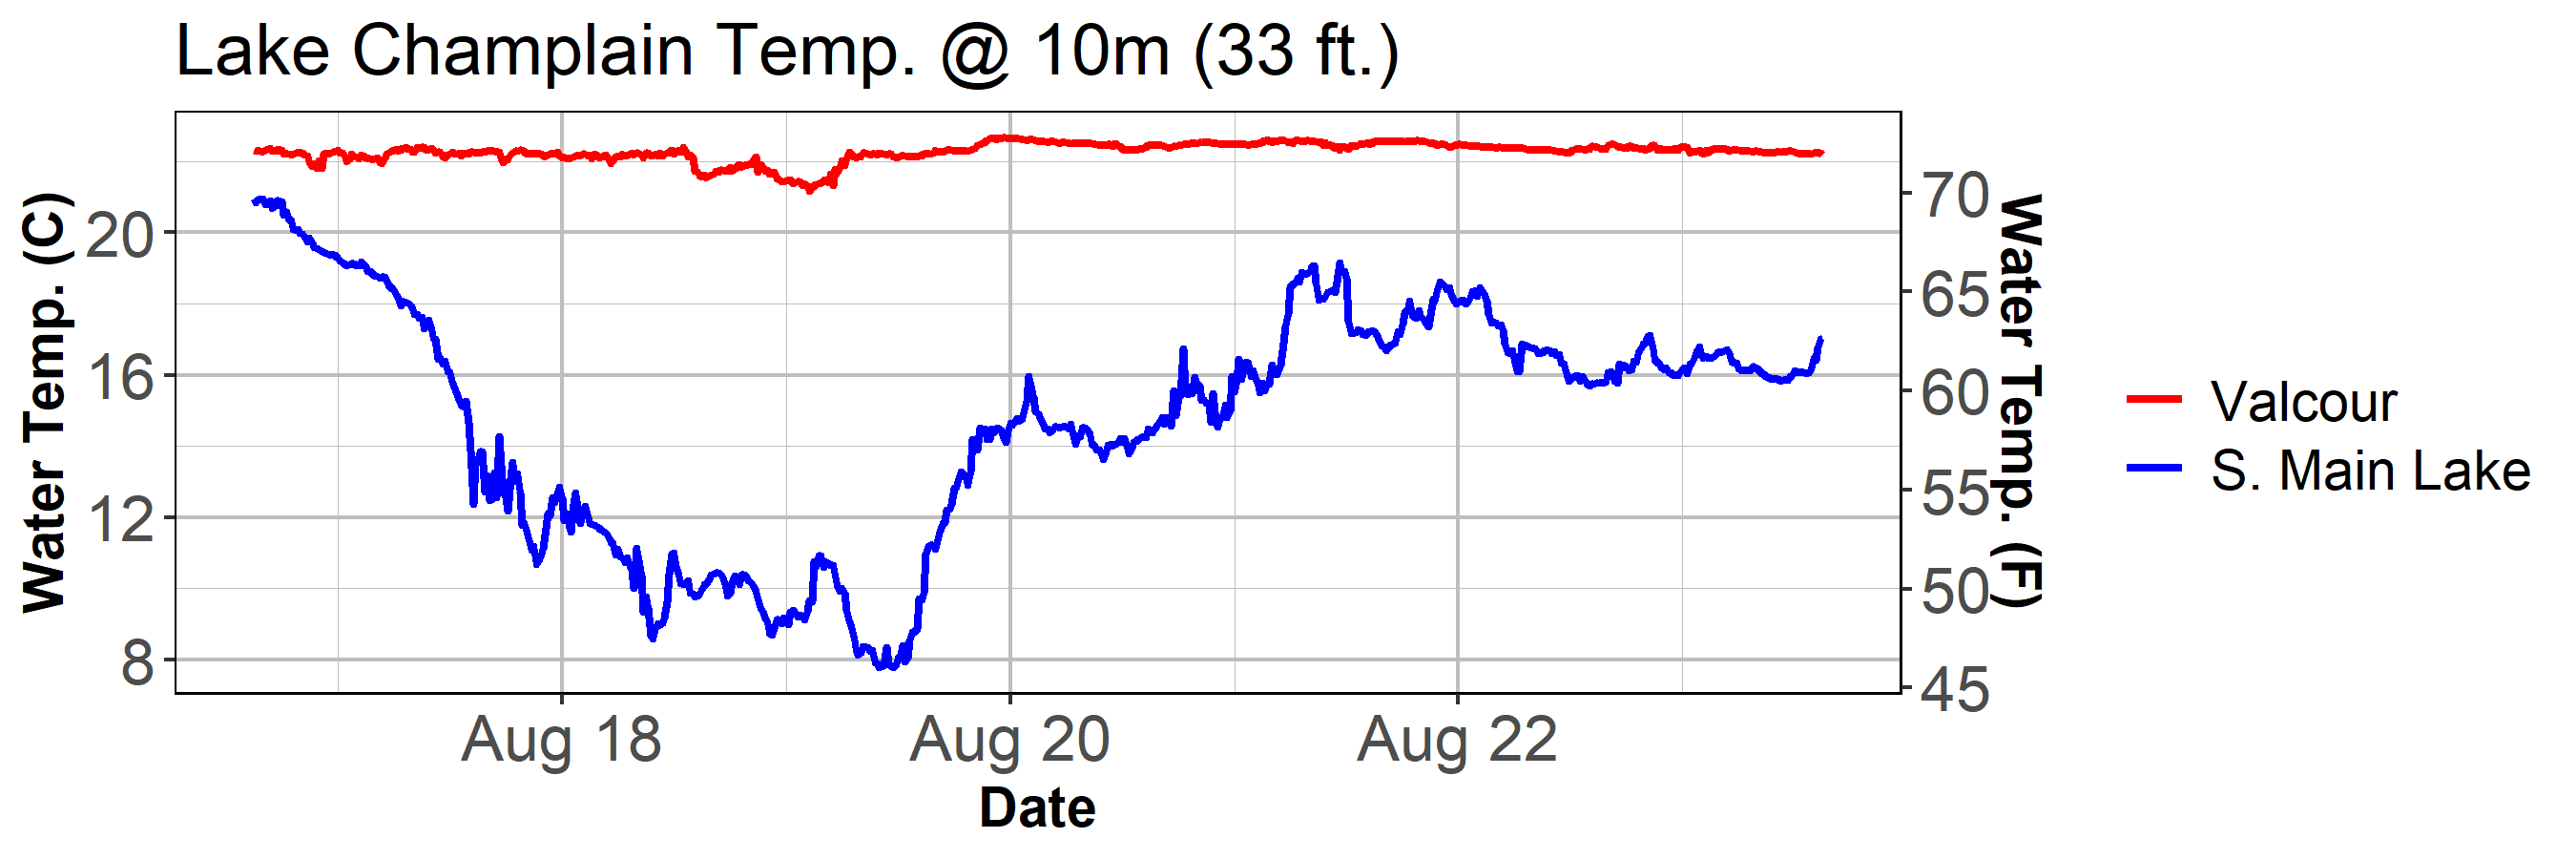 Lake Champlain Temp. @ 10m (33 ft.)
Water Temp. (C)
20
16
12
8
70
65
60
55
50
45
Water Temp. (F)
Aug 18
Aug 20
Aug 22
Date
Valcour
S. Main Lake